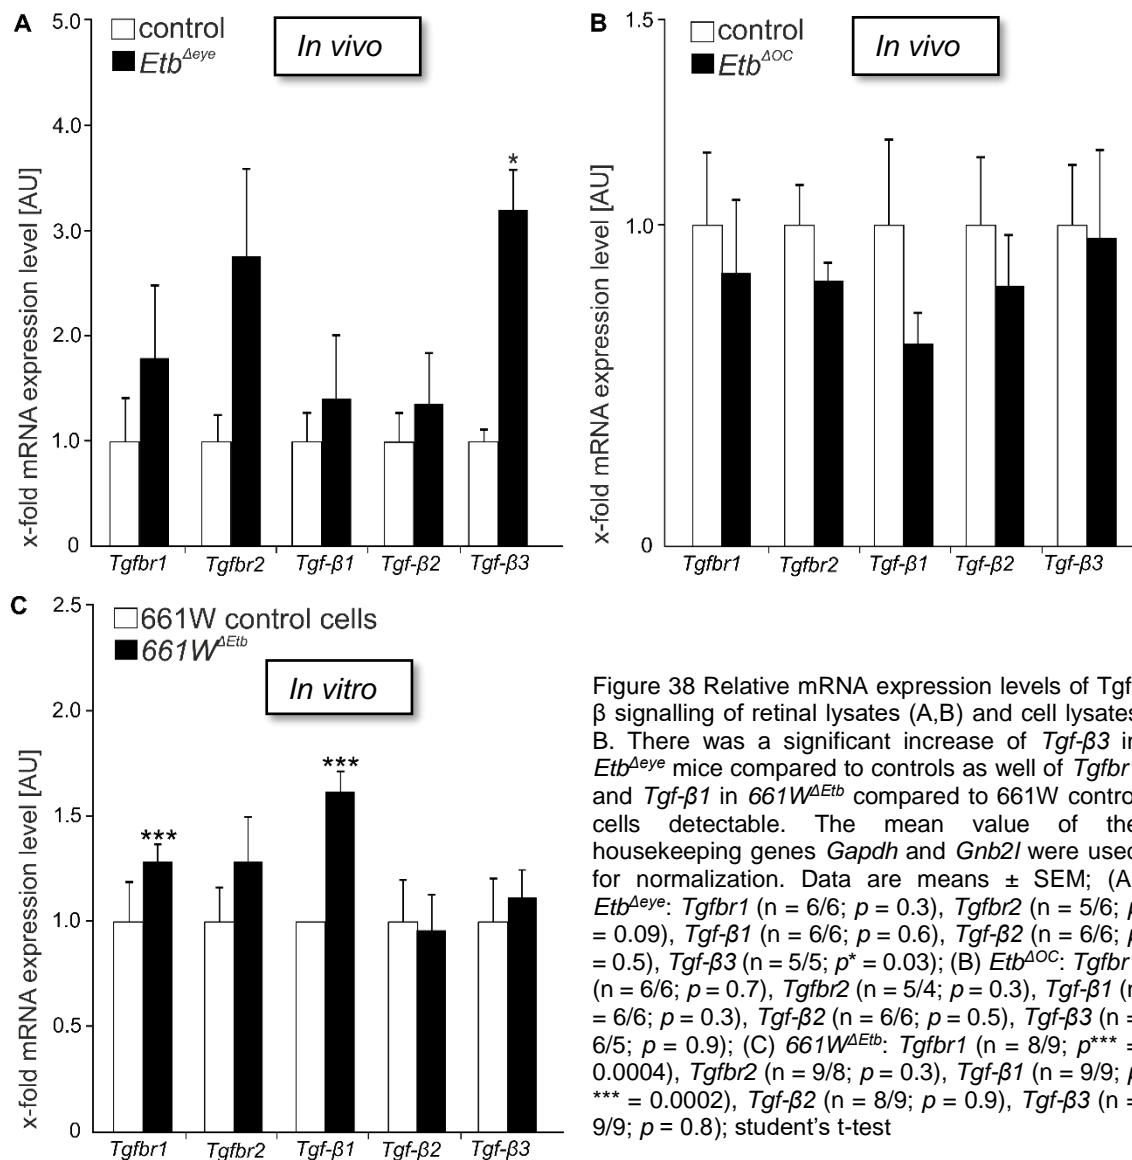 A
5.0
control
Etb^Δeye
In vivo
4.0
*
3.0
2.0
1.0
0
x-fold mRNA expression level [AU]
Tgfbr1 Tgfbr2 Tgf-β1 Tgf-β2 Tgf-β3
B
1.5
control
Etb^ΔOC
In vivo
1.0
0
x-fold mRNA expression level [AU]
Tgfbr1 Tgfbr2 Tgf-β1 Tgf-β2 Tgf-β3
C
2.5
661W control cells
661W^ΔEtb
In vitro
2.0
***
***
1.5
1.0
0.5
0
x-fold mRNA expression level [AU]
Tgfbr1 Tgfbr2 Tgf-β1 Tgf-β2 Tgf-β3
Figure 38 Relative mRNA expression levels of Tgf
β signalling of retinal lysates (A,B) and cell lysates
B. There was a significant increase of Tgf-β3 in
Etb^Δeye mice compared to controls as well of Tgfbr
and Tgf-β1 in 661W^ΔEtb compared to 661W control
cells detectable. The mean value of the
housekeeping genes Gapdh and Gnb2l were used
for normalization. Data are means ± SEM; (A
Etb^Δeye: Tgfbr1 (n = 6/6; p = 0.3), Tgfbr2 (n = 5/6; p
= 0.09), Tgf-β1 (n = 6/6; p = 0.6), Tgf-β2 (n = 6/6; p
= 0.5), Tgf-β3 (n = 5/5; p* = 0.03); (B) Etb^ΔOC: Tgfbr
(n = 6/6; p = 0.7), Tgfbr2 (n = 5/4; p = 0.3), Tgf-β1 (n
= 6/6; p = 0.3), Tgf-β2 (n = 6/6; p = 0.5), Tgf-β3 (n =
6/5; p = 0.9); (C) 661W^ΔEtb: Tgfbr1 (n = 8/9; p*** =
0.0004), Tgfbr2 (n = 9/8; p = 0.3), Tgf-β1 (n = 9/9; p
*** = 0.0002), Tgf-β2 (n = 8/9; p = 0.9), Tgf-β3 (n =
9/9; p = 0.8); student's t-test